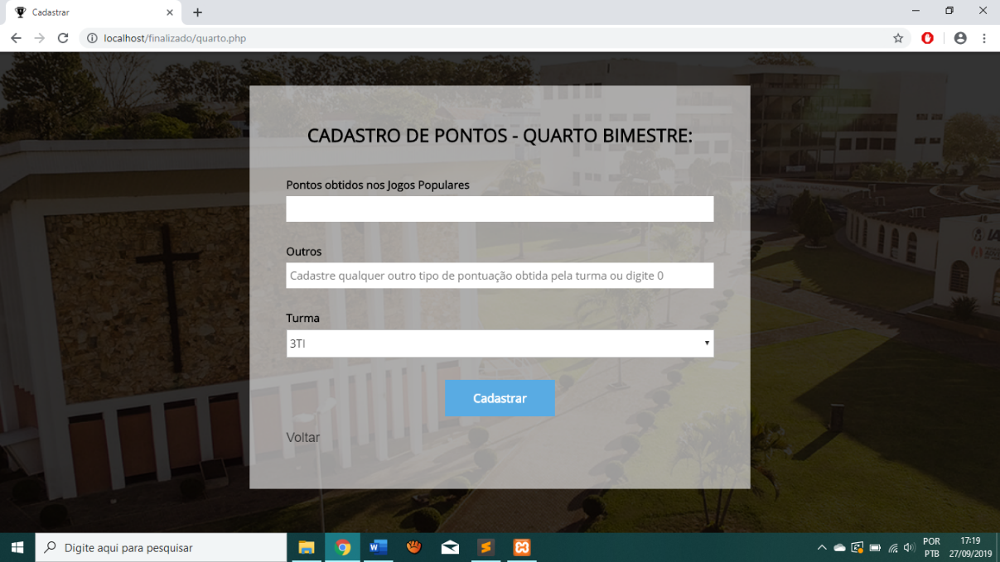 Cadastrar
localhost/finalizado/quarto.php
CADASTRO DE PONTOS - QUARTO BIMESTRE:
Pontos obtidos nos Jogos Populares
Outros
Cadastre qualquer outro tipo de pontuação obtida pela turma ou digite 0
Turma
3TI
Cadastrar
Voltar
Digite aqui para pesquisar
POR
PTB
17:19
27/09/2019